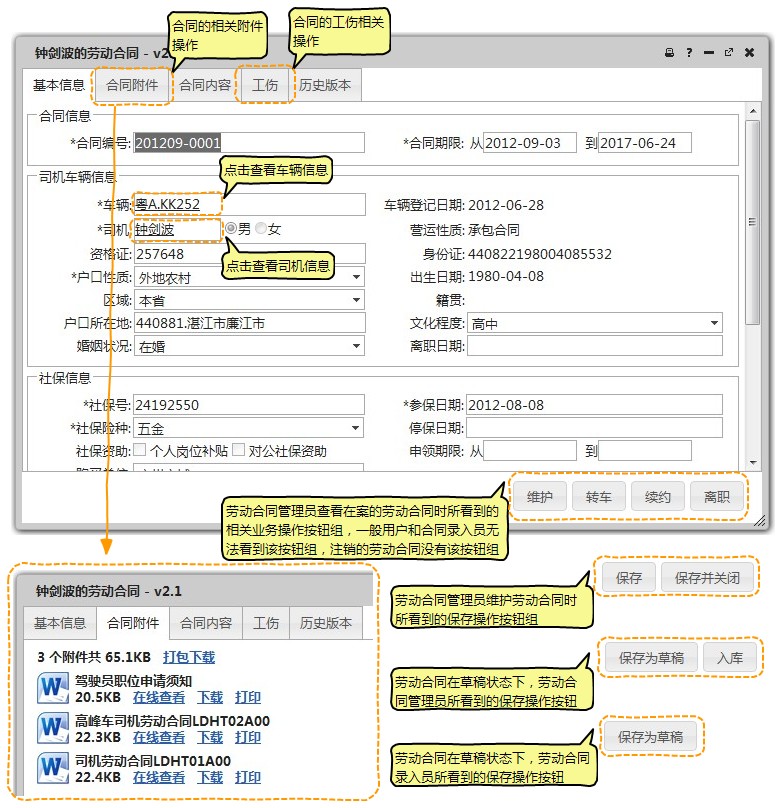 合同的相关附件
操作
合同的工伤相关
操作
钟剑波的劳动合同 - v2.
基本信息 合同附件 合同内容 工伤 历史版本
合同信息
*合同编号: 201209-0001 *合同期限: 从 2012-09-03 到 2017-06-24
点击查看车辆信息
司机车辆信息
*车辆: 粤A.KK252 车辆登记日期: 2012-06-28
*司机 钟剑波 男 女 营运性质: 承包合同
资格证: 257648 身份证: 440822198004085532
点击查看司机信息
*户口性质: 外地农村 出生日期: 1980-04-08
区域: 本省 籍贯:
户口所在地: 440881.湛江市廉江市 文化程度: 高中
婚姻状况: 在婚 离职日期:
社保信息
*社保号: 24192550 *参保日期: 2012-08-08
*社保险种: 五金 停保日期:
社保资助: 个人岗位补贴 对公社保资助 申领期限: 从 到
维护 转车 续约 离职
劳动合同管理员查看在案的劳动合同时所看到的
相关业务操作按钮组，一般用户和合同录入员无
法看到该按钮组，注销的劳动合同没有该按钮组
钟剑波的劳动合同 - v2.1
基本信息 合同附件 合同内容 工伤 历史版本
3 个附件共 65.1KB 打包下载
驾驶员职位申请须知
20.5KB 在线查看 下载 打印
高峰车司机劳动合同LDHT02A00
22.3KB 在线查看 下载 打印
司机劳动合同LDHT01A00
22.4KB 在线查看 下载 打印
保存 保存并关闭
劳动合同管理员维护劳动合同时
所看到的保存操作按钮组
保存为草稿 入库
劳动合同在草稿状态下，劳动合
同管理员所看到的保存操作按钮
保存为草稿
劳动合同在草稿状态下，劳动合同
录入员所看到的保存操作按钮